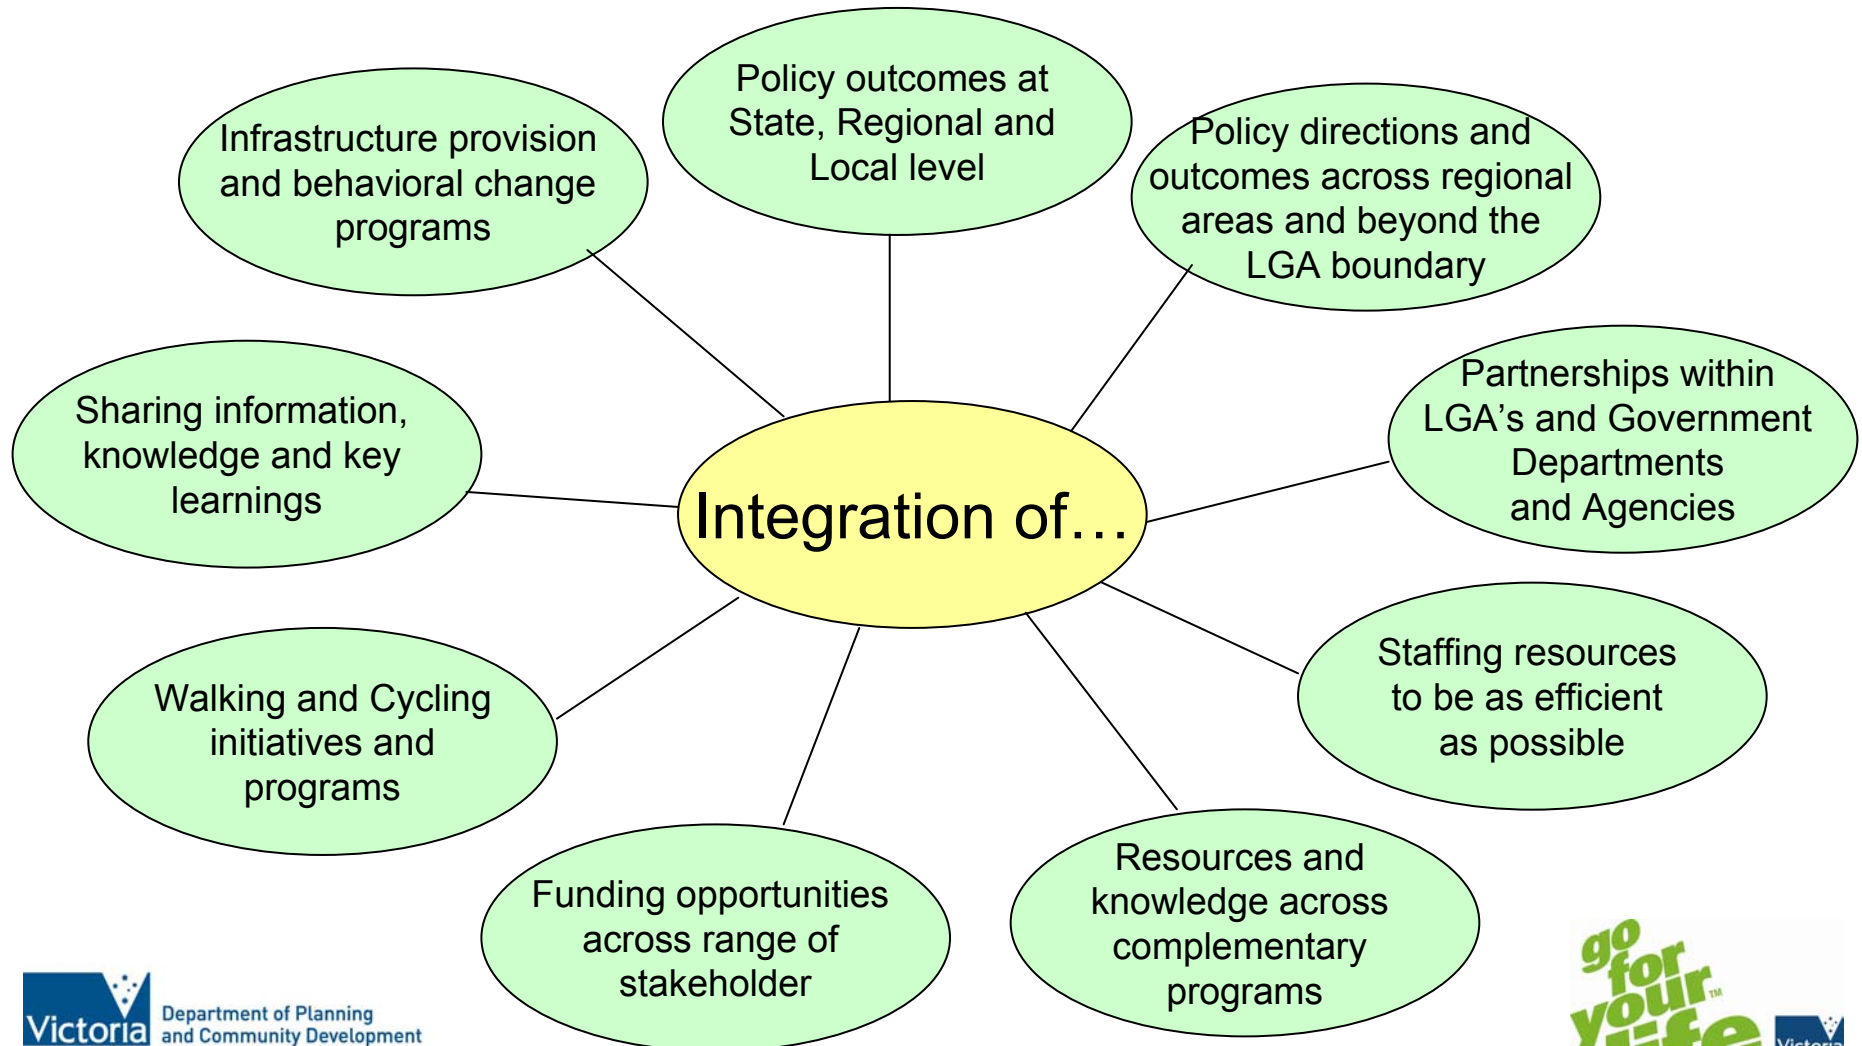 Policy outcomes at
State, Regional and
Local level
Infrastructure provision
and behavioral change
programs
Policy directions and
outcomes across regional
areas and beyond the
LGA boundary
Sharing information,
knowledge and key
learnings
Partnerships within
LGA's and Government
Departments
and Agencies
Integration of…
Walking and Cycling
initiatives and
programs
Staffing resources
to be as efficient
as possible
Funding opportunities
across range of
stakeholder
Resources and
knowledge across
complementary
programs
Victoria
Department of Planning
and Community Development
go
for
your™
life
Victoria